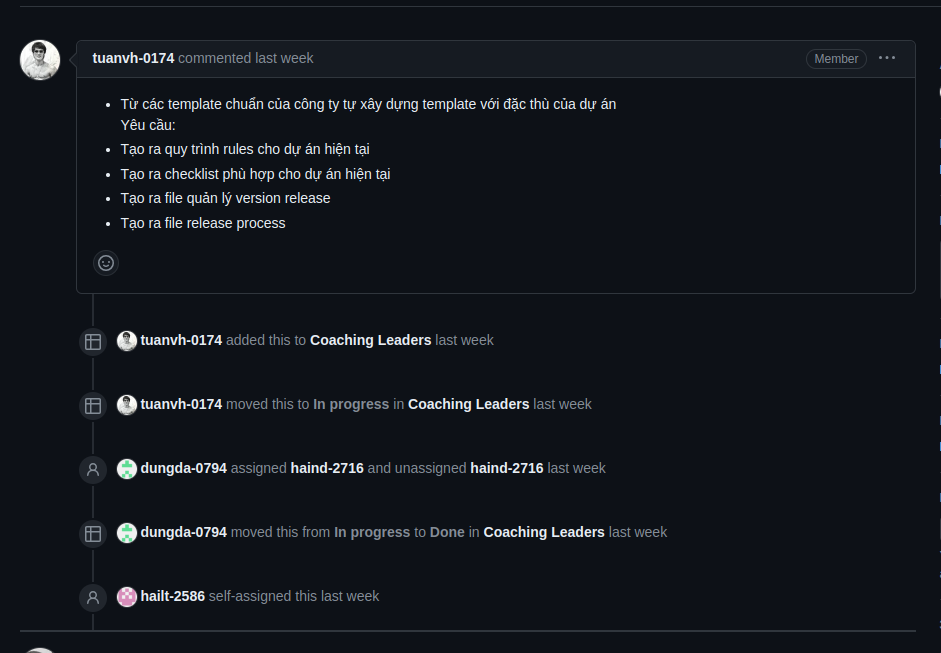 tuanvh-0174 commented last week
Member
Từ các template chuẩn của công ty tự xây dựng template với đặc thù của dự án
Yêu cầu:
Tạo ra quy trình rules cho dự án hiện tại
Tạo ra checklist phù hợp cho dự án hiện tại
Tạo ra file quản lý version release
Tạo ra file release process
tuanvh-0174 added this to Coaching Leaders last week
tuanvh-0174 moved this to In progress in Coaching Leaders last week
dungda-0794 assigned haind-2716 and unassigned haind-2716 last week
dungda-0794 moved this from In progress to Done in Coaching Leaders last week
hailt-2586 self-assigned this last week